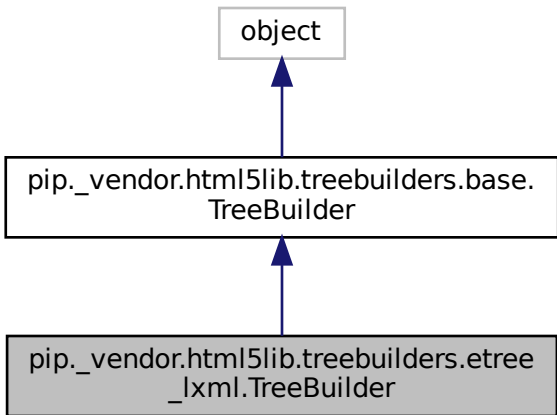 object
pip._vendor.html5lib.treebuilders.base.
TreeBuilder
pip._vendor.html5lib.treebuilders.etree
_lxml.TreeBuilder